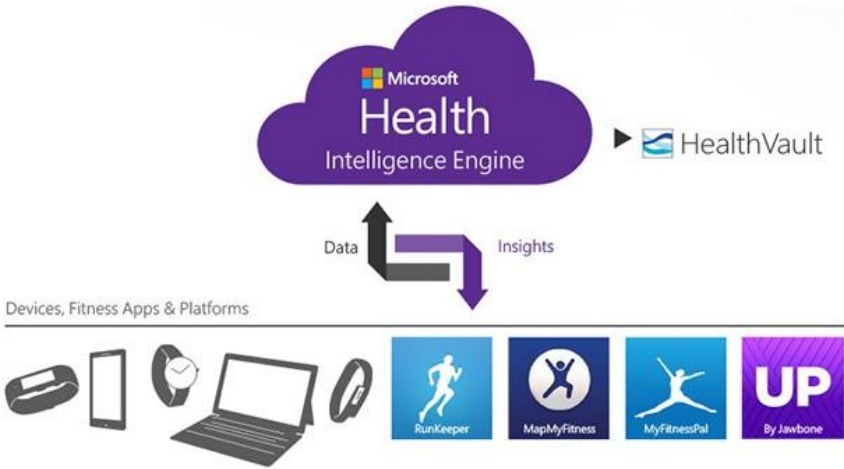 Microsoft
Health
Intelligence Engine
HealthVault
Data
Insights
Devices, Fitness Apps & Platforms
RunKeeper
MapMyFitness
MyFitnessPal
UP
By Jawbone